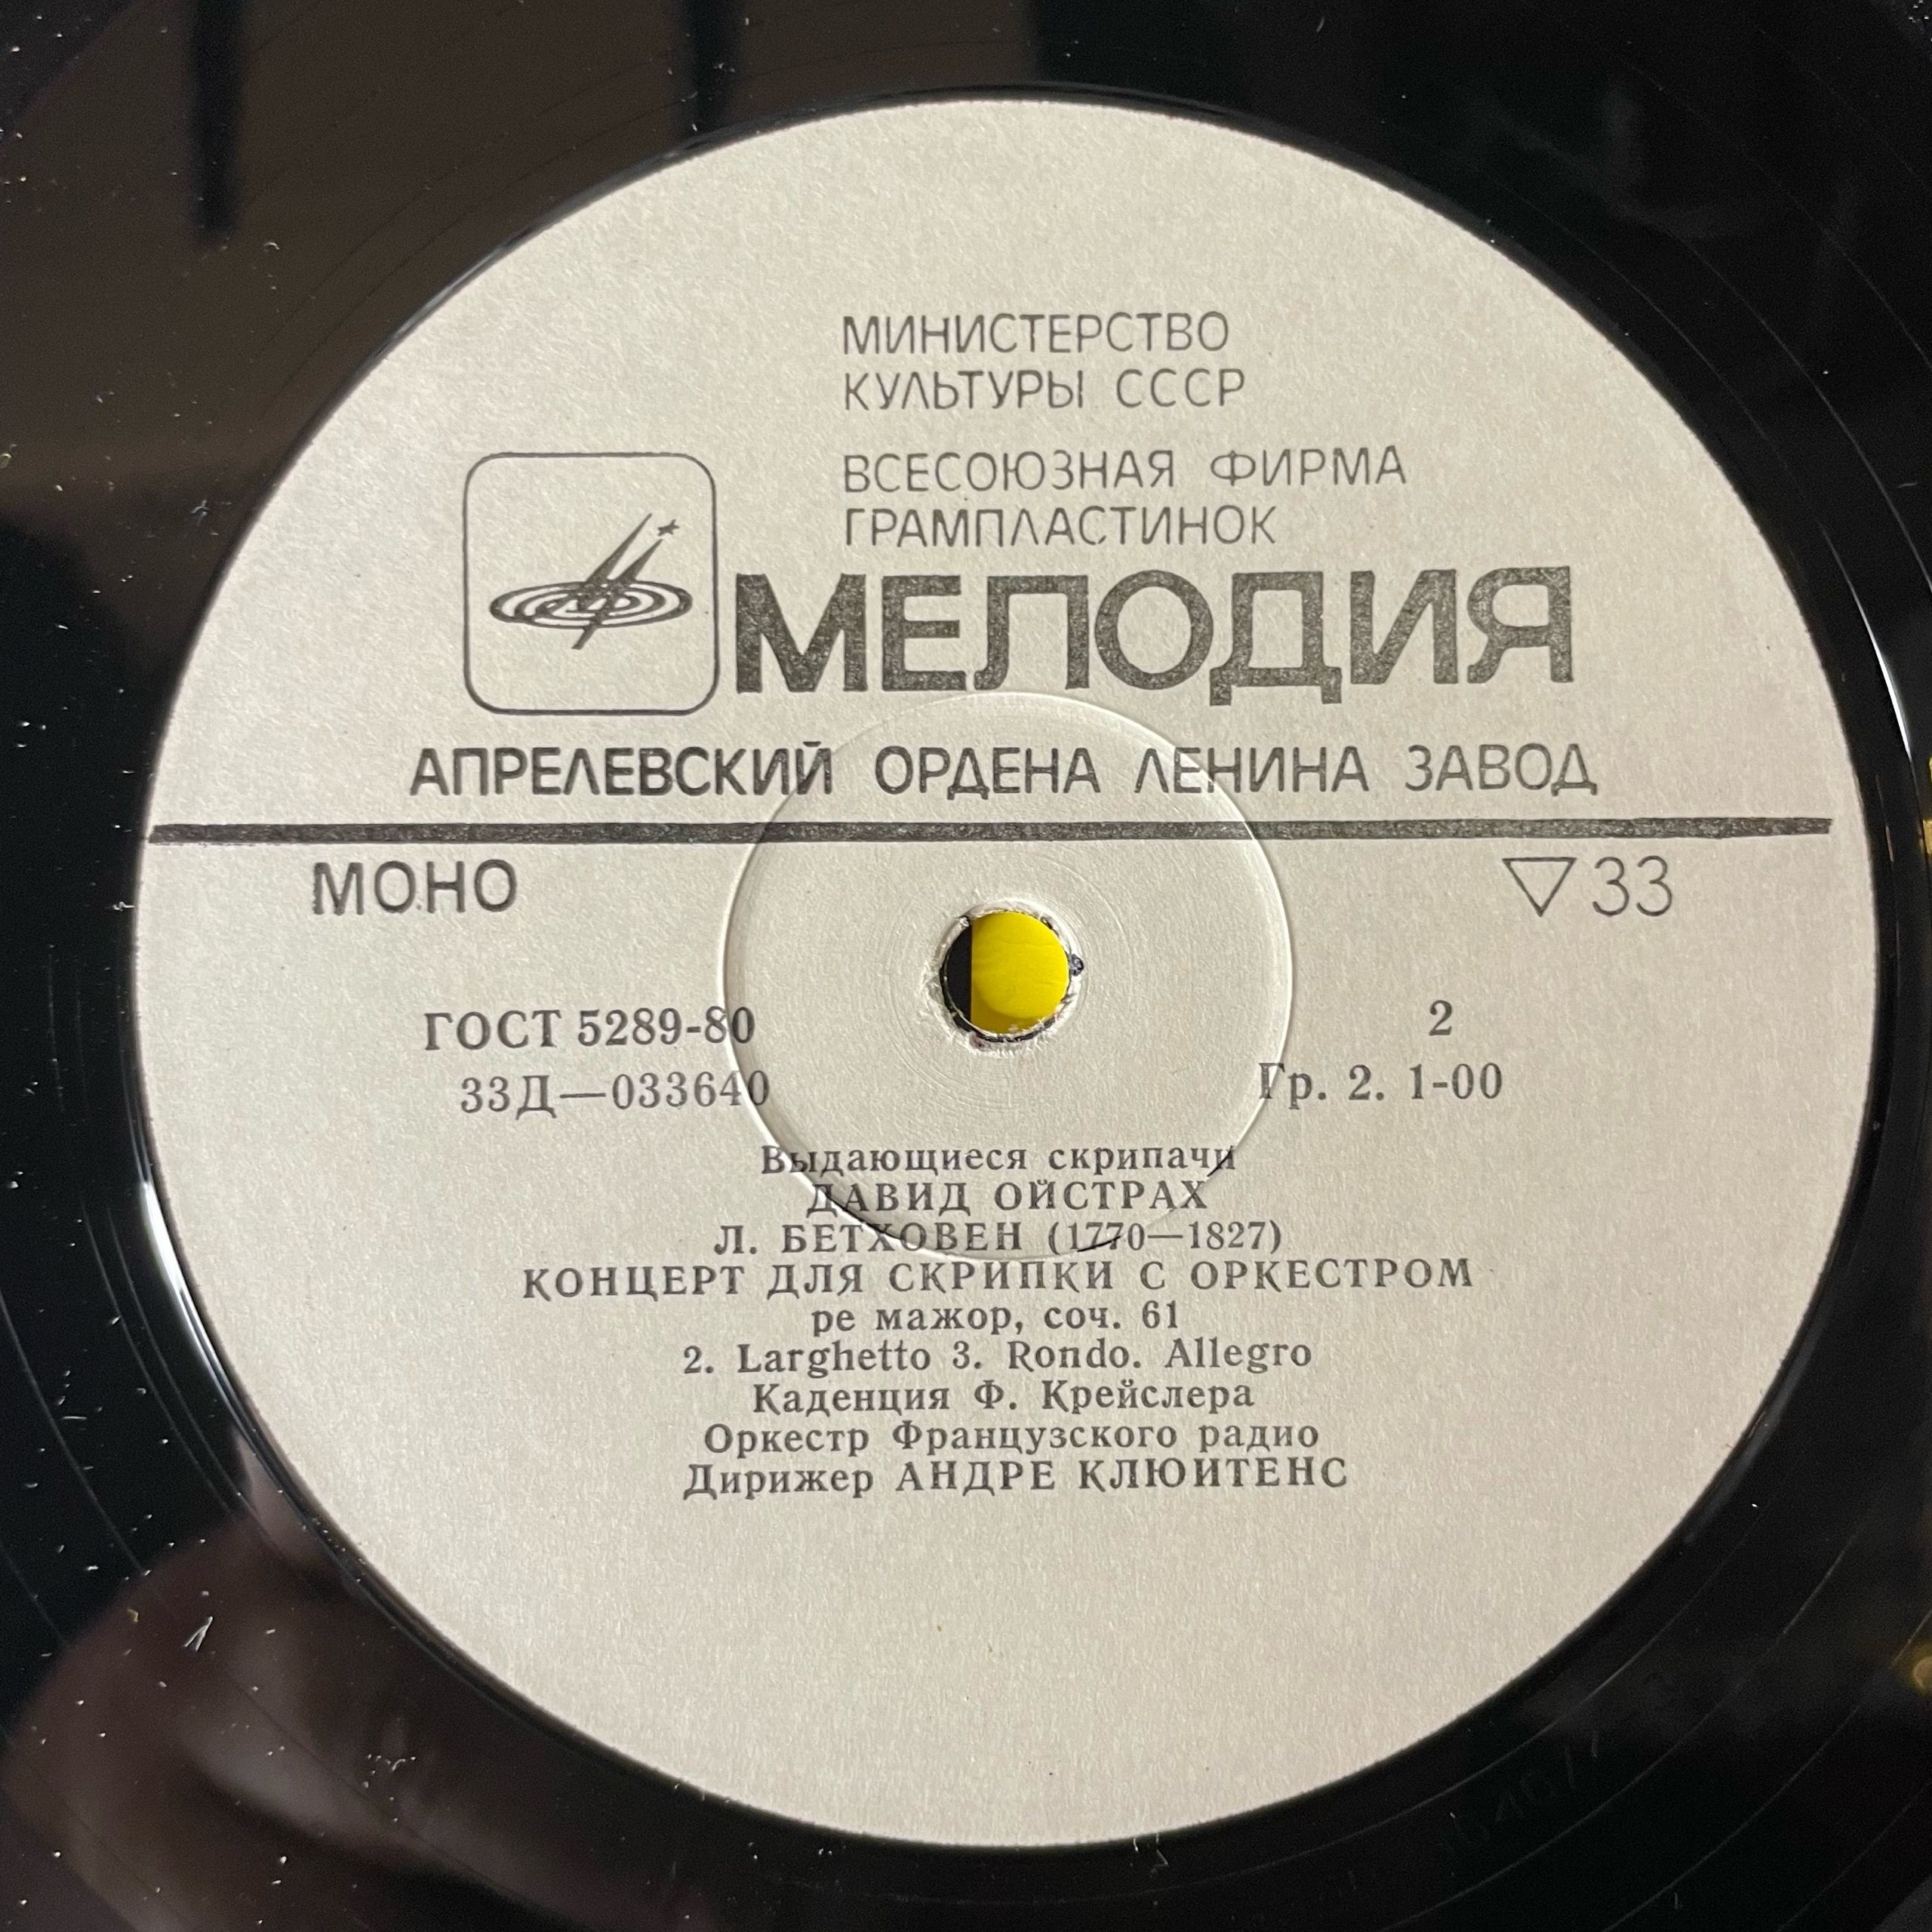 МИНИСТЕРСТВО
КУЛЬТУРЫ СССР
ВСЕСОЮЗНАЯ ФИРМА
ГРАМПЛАСТИНОК
МЕЛОДИЯ
АПРЕЛЕВСКИЙ ОРДЕНА ЛЕНИНА ЗАВОД
МОНО ▽33
ГОСТ 5289-80 2
33Д—033640 Гр. 2. 1-00
Выдающиеся скрипачи
ДАВИД ОЙСТРАХ
Л. БЕТХОВЕН (1770—1827)
КОНЦЕРТ ДЛЯ СКРИПКИ С ОРКЕСТРОМ
ре мажор, соч. 61
2. Larghetto 3. Rondo. Allegro
Каденция Ф. Крейслера
Оркестр Французского радио
Дирижер АНДРЕ КЛЮИТЕНС